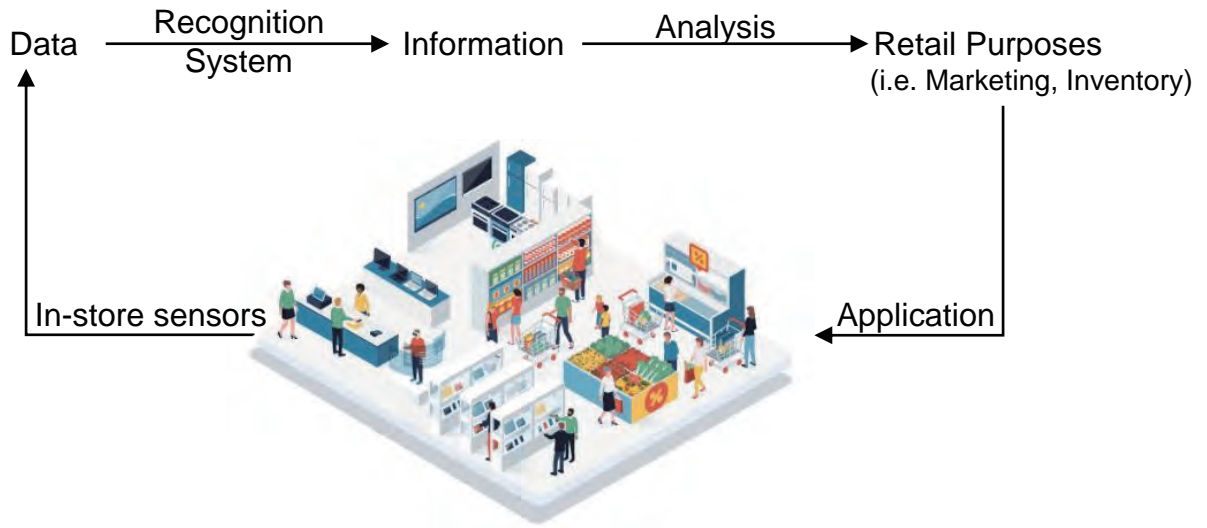 Data
Recognition
System
Information
Analysis
Retail Purposes
(i.e. Marketing, Inventory)
In-store sensors
Application
%
%